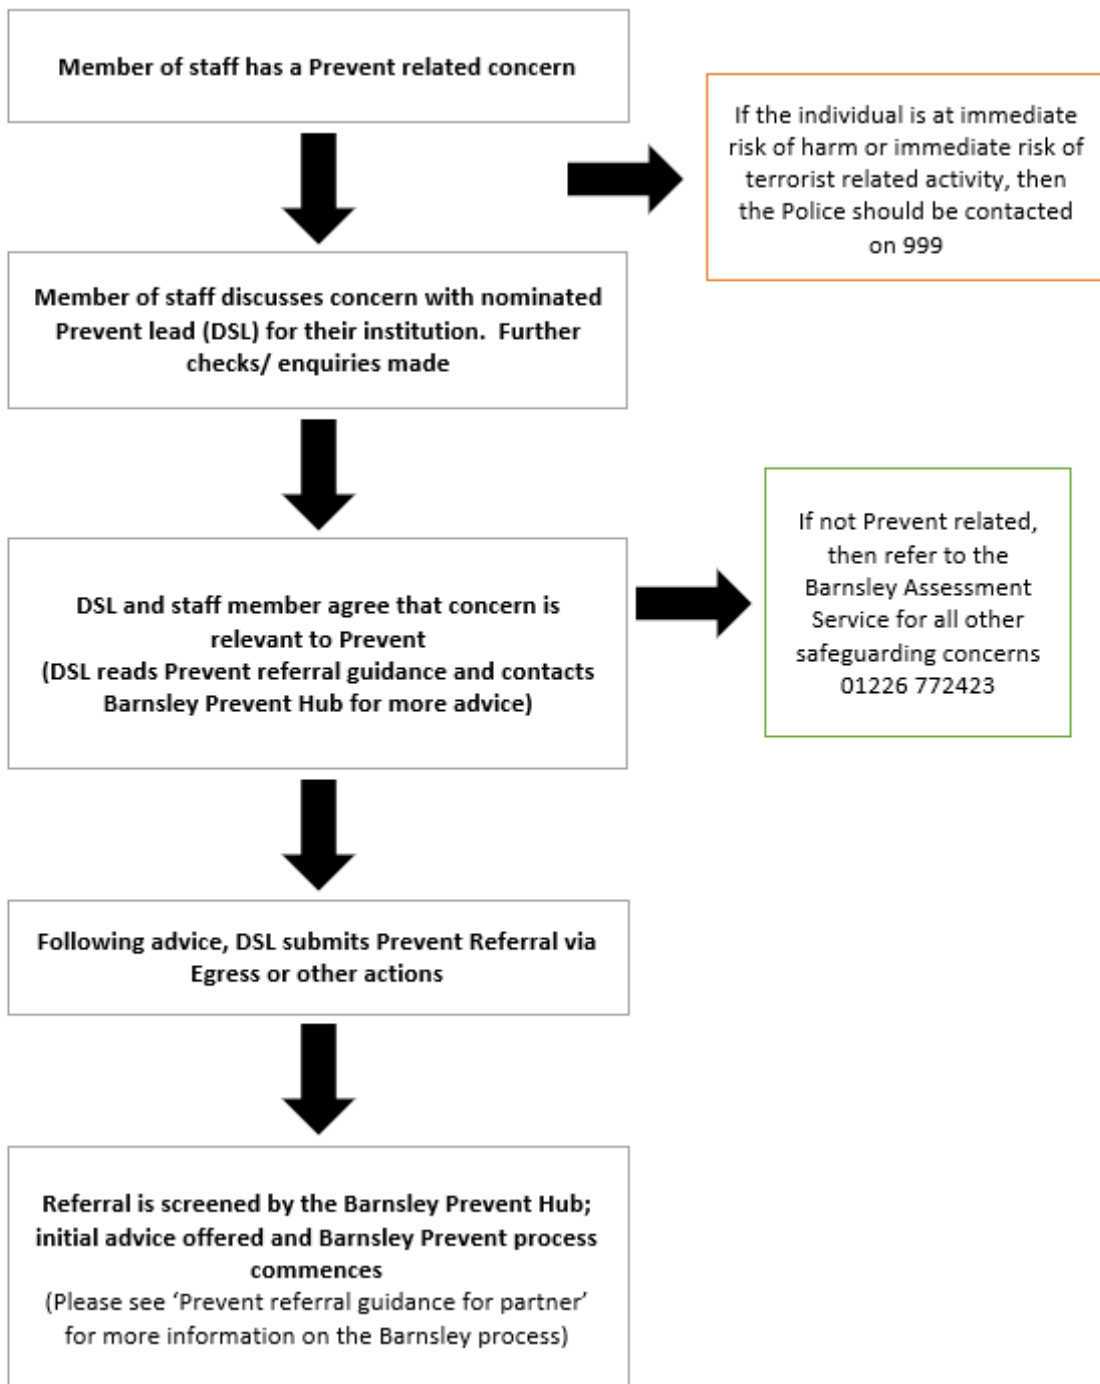 Member of staff has a Prevent related concern
If the individual is at immediate
risk of harm or immediate risk of
terrorist related activity, then
the Police should be contacted
on 999
Member of staff discusses concern with nominated
Prevent lead (DSL) for their institution.  Further
checks/ enquiries made
DSL and staff member agree that concern is
relevant to Prevent
(DSL reads Prevent referral guidance and contacts
Barnsley Prevent Hub for more advice)
If not Prevent related,
then refer to the
Barnsley Assessment
Service for all other
safeguarding concerns
01226 772423
Following advice, DSL submits Prevent Referral via
Egress or other actions
Referral is screened by the Barnsley Prevent Hub;
initial advice offered and Barnsley Prevent process
commences
(Please see ‘Prevent referral guidance for partner’
for more information on the Barnsley process)